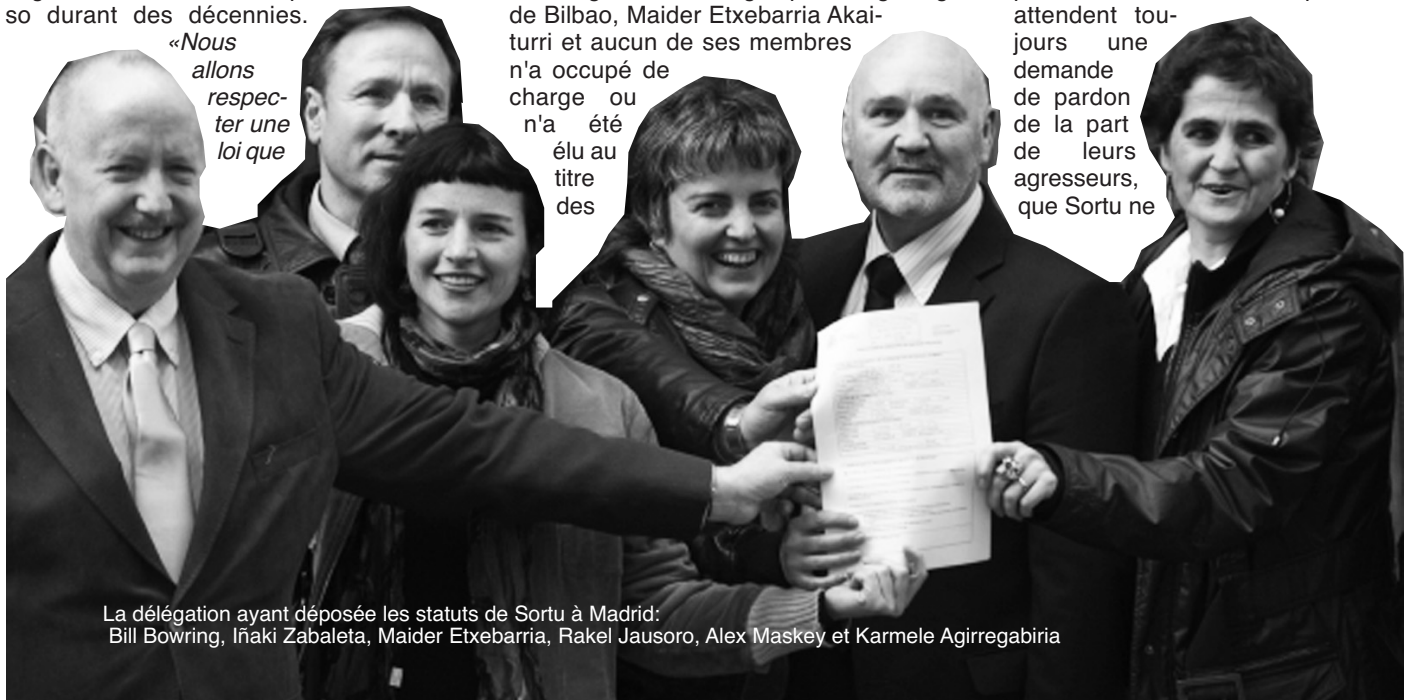 so durant des décennies.
«Nous
allons
respec-
ter une
loi que
de Bilbao, Maider Etxebarria Akai-
turri et aucun de ses membres
n'a occupé de
charge ou
n'a été
élu au
titre
des
attendent tou-
jours une
demande
de pardon
de la part
de leurs
agresseurs,
que Sortu ne
La délégation ayant déposée les statuts de Sortu à Madrid:
Bill Bowring, Iñaki Zabaleta, Maider Etxebarria, Rakel Jausoro, Alex Maskey et Karmele Agirregabiria